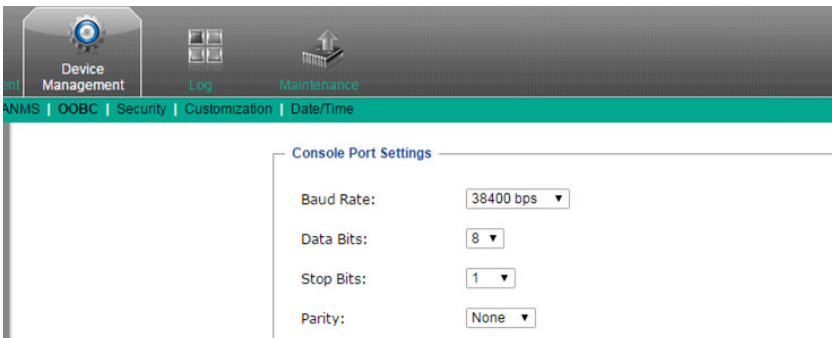 Device
Management
Log
Maintenance
ANMS | OOBC | Security | Customization | Date/Time
Console Port Settings
Baud Rate: 38400 bps
Data Bits: 8
Stop Bits: 1
Parity: None